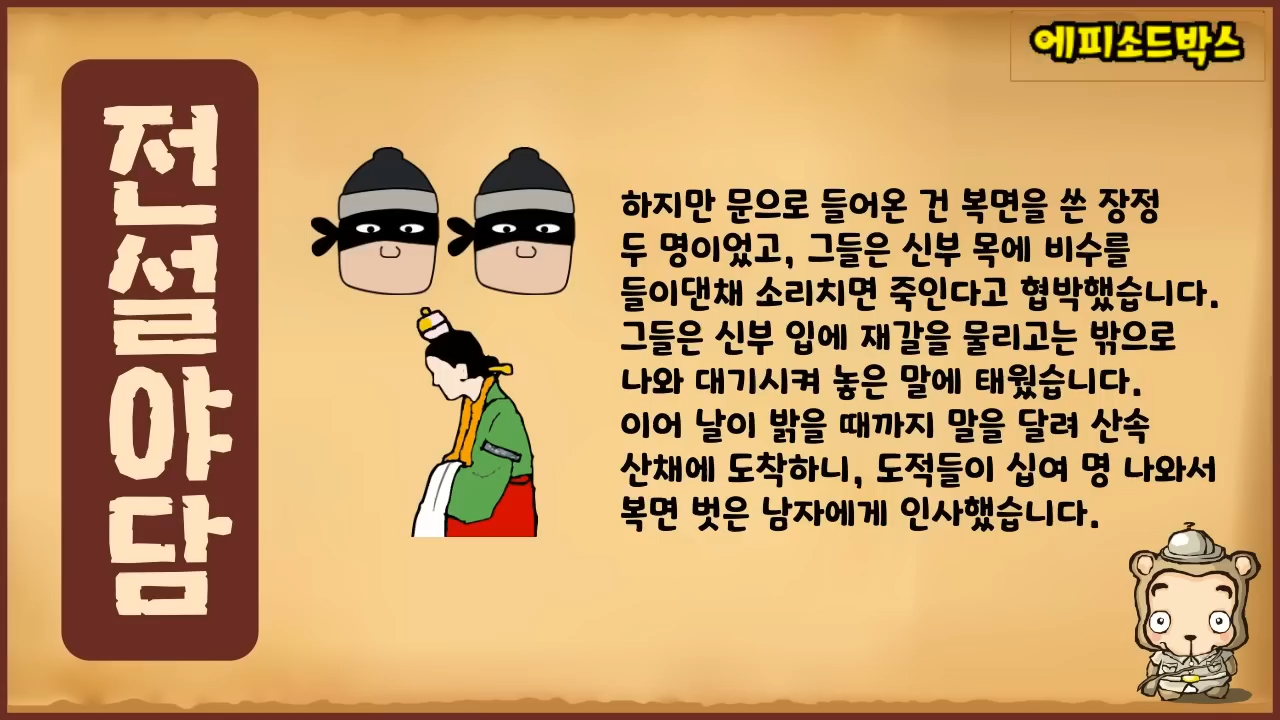 에피소드박스
전설야담
하지만 문으로 들어온 건 복면을 쓴 장정
두 명이었고, 그들은 신부 목에 비수를
들이댄채 소리치면 죽인다고 협박했습니다.
그들은 신부 입에 재갈을 물리고는 밖으로
나와 대기시켜 놓은 말에 태웠습니다.
이어 날이 밝을 때까지 말을 달려 산속
산채에 도착하니, 도적들이 십여 명 나와서
복면 벗은 남자에게 인사했습니다.